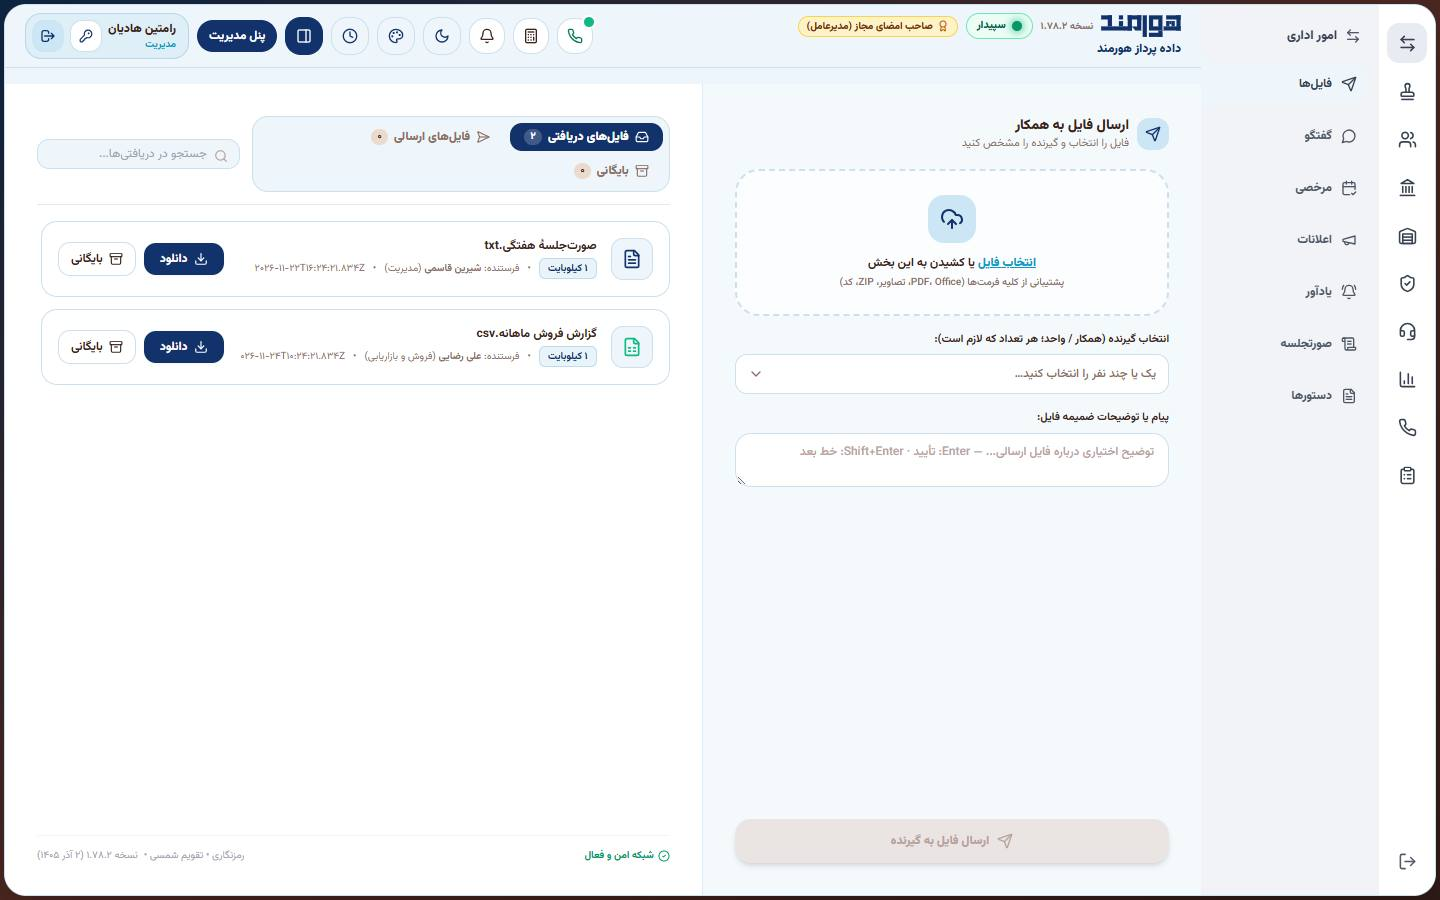 امور اداری
فایل‌ها
گفتگو
مرخصی
اعلانات
یادآور
صورتجلسه
دستورها
هورمند
داده پرداز هورمند
نسخه ۱.۷۸.۲
سپیدار
صاحب امضای مجاز (مدیرعامل)
پنل مدیریت
رامتین هادیان
مدیریت
ارسال فایل به همکار
فایل را انتخاب و گیرنده را مشخص کنید
انتخاب فایل یا کشیدن به این بخش
پشتیبانی از کلیه فرمت‌ها (PDF، Office، تصاویر، ZIP، کد)
انتخاب گیرنده (همکار / واحد؛ هر تعداد که لازم است):
یک یا چند نفر را انتخاب کنید...
پیام یا توضیحات ضمیمه فایل:
توضیح اختیاری درباره فایل ارسالی... — Enter: تأیید · Shift+Enter: خط بعد
ارسال فایل به گیرنده
فایل‌های دریافتی ۲
فایل‌های ارسالی ۰
بایگانی ۰
جستجو در دریافتی‌ها...
صورت‌جلسهٔ هفتگی.txt
۱ کیلوبایت • فرستنده: شیرین قاسمی (مدیریت) • ۲۰۲۶-۱۱-۲۲T۱۶:۲۴:۲۱.۸۳۴Z
دانلود
بایگانی
گزارش فروش ماهانه.csv
۱ کیلوبایت • فرستنده: علی رضایی (فروش و بازاریابی) • ۰۲۶-۱۱-۲۴T۱۰:۲۴:۲۱.۸۳۴Z
دانلود
بایگانی
شبکه امن و فعال
رمزنگاری • تقویم شمسی • نسخه ۱.۷۸.۲ (۲ آذر ۱۴۰۵)